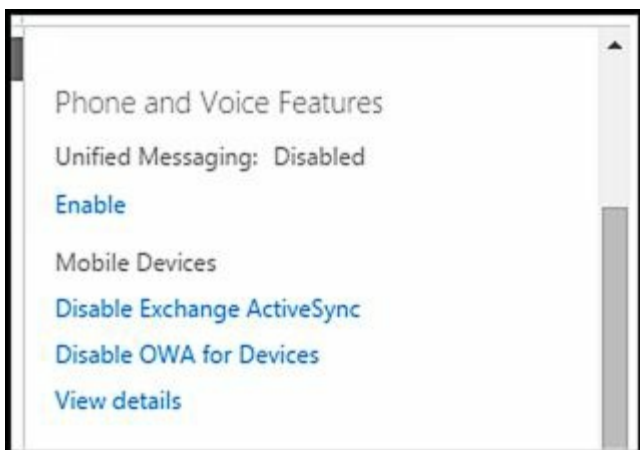 Phone and Voice Features
Unified Messaging: Disabled
Enable
Mobile Devices
Disable Exchange ActiveSync
Disable OWA for Devices
View details